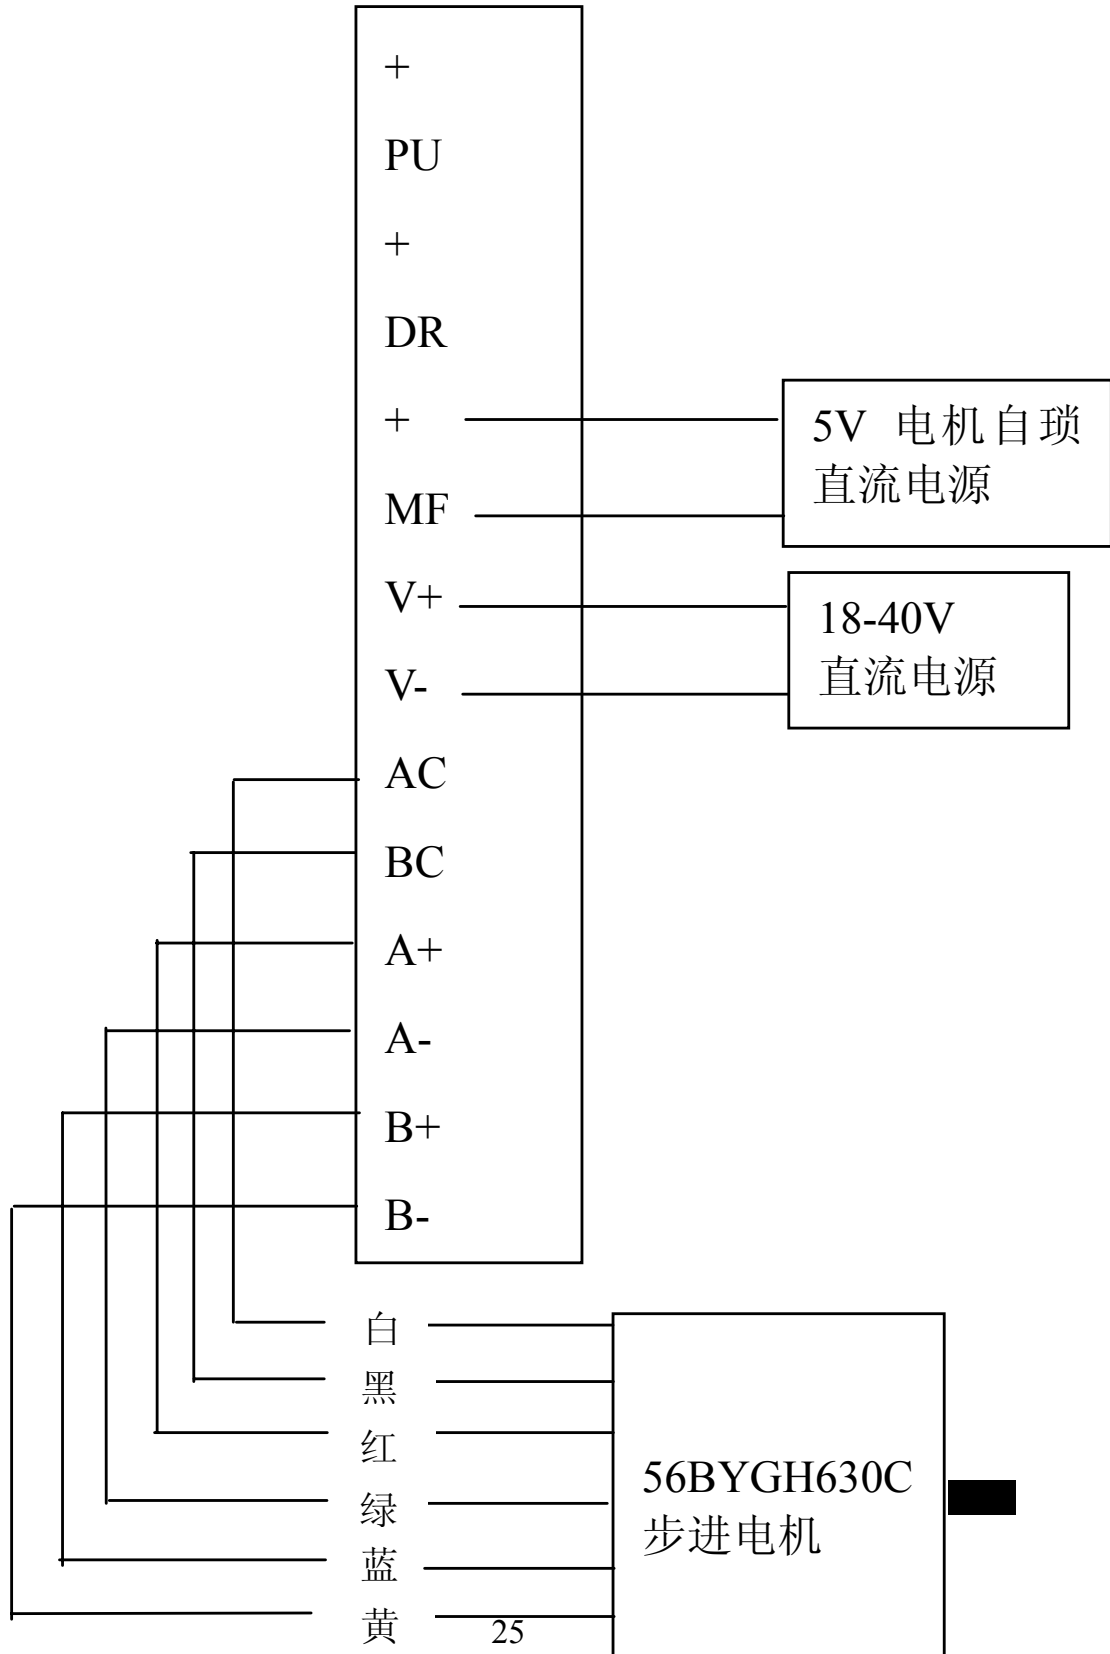 +
PU
+
DR
+
MF
V+
V-
AC
BC
A+
A-
B+
B-
5V 电机自琐
直流电源
18-40V
直流电源
白
黑
红
绿
蓝
黄
56BYGH630C
步进电机
25